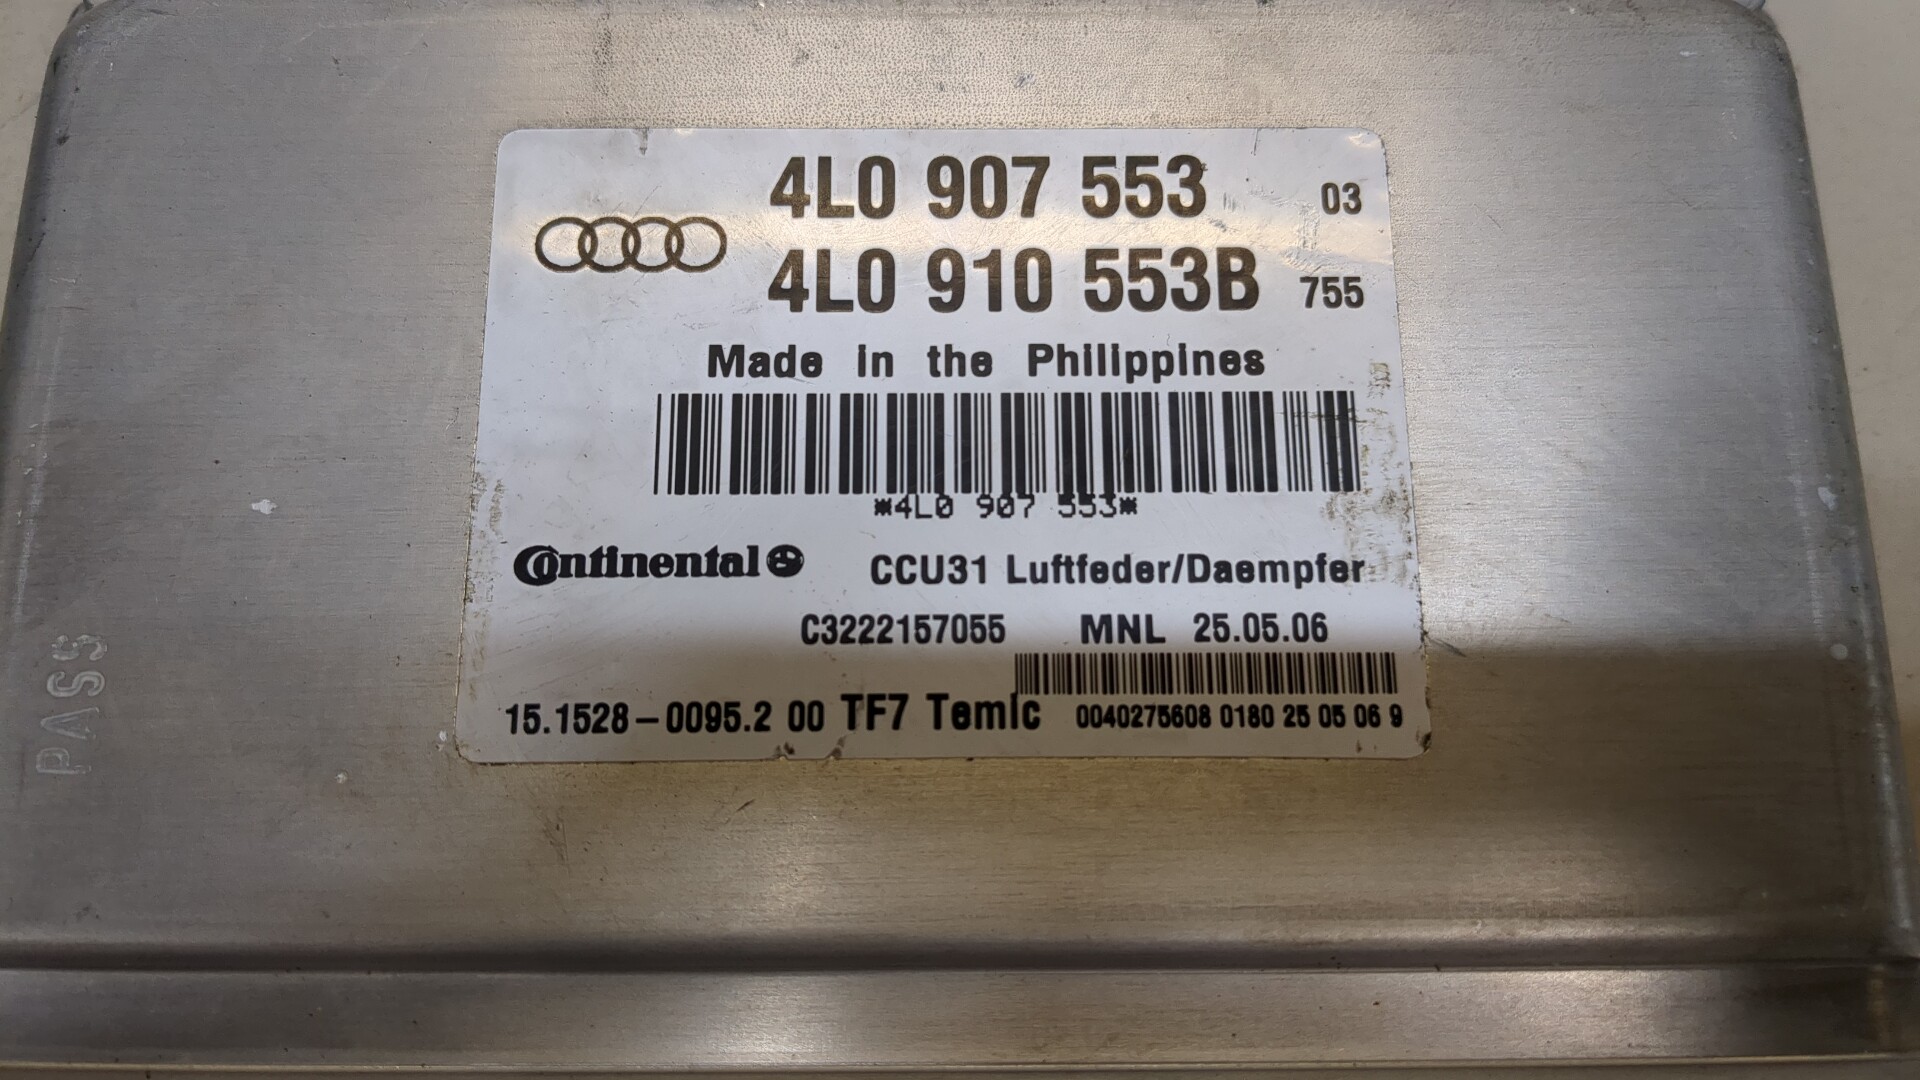 4L0 907 553 03
4L0 910 553B 755
Made in the Philippines
*4L0 907 553*
Continental CCU31 Luftfeder/Daempfer
C3222157055 MNL 25.05.06
15.1528-0095.2 00 TF7 Temic 0040275608 0180 25 05 06 9
PASS